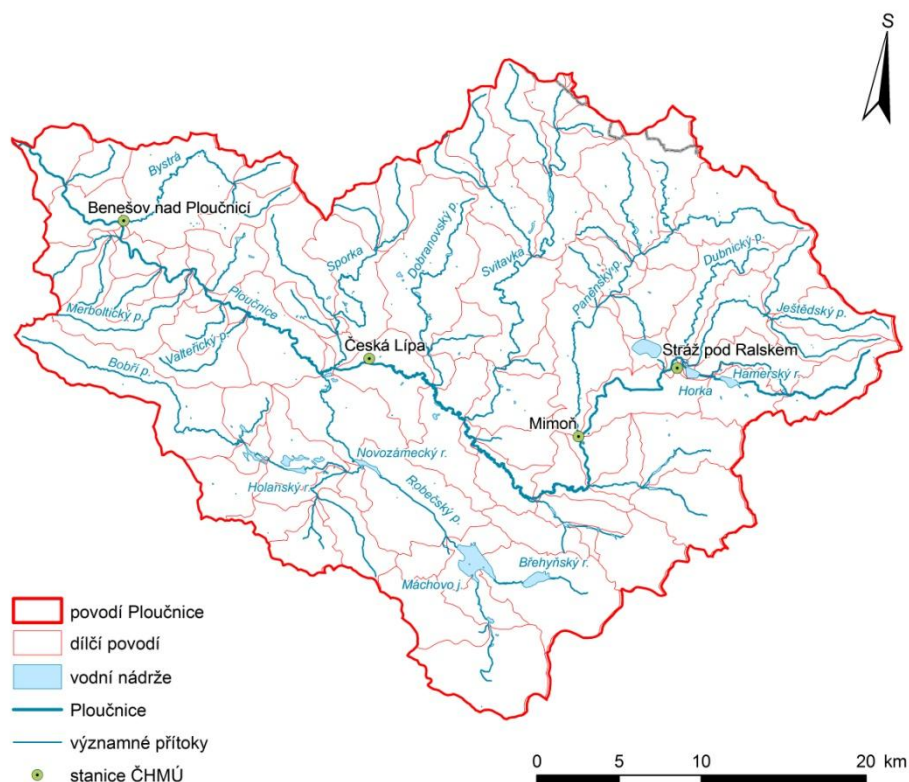 S
Bystrá
Benešov nad Ploučnicí
Sporka
Dobranovský p.
Svitavka
Panenský p.
Dubnický p.
Ploučnice
Merboltický p.
Valteřický p.
Ještědský p.
Česká Lípa
Stráž pod Ralskem
Bobří p.
Hamerský r.
Horka
Mimoň
Novozámecký r.
Holanský r.
Robečský p.
Břehyňský r.
Máchovo j.
povodí Ploučnice
dílčí povodí
vodní nádrže
Ploučnice
významné přítoky
stanice ČHMÚ
0 5 10 20 km